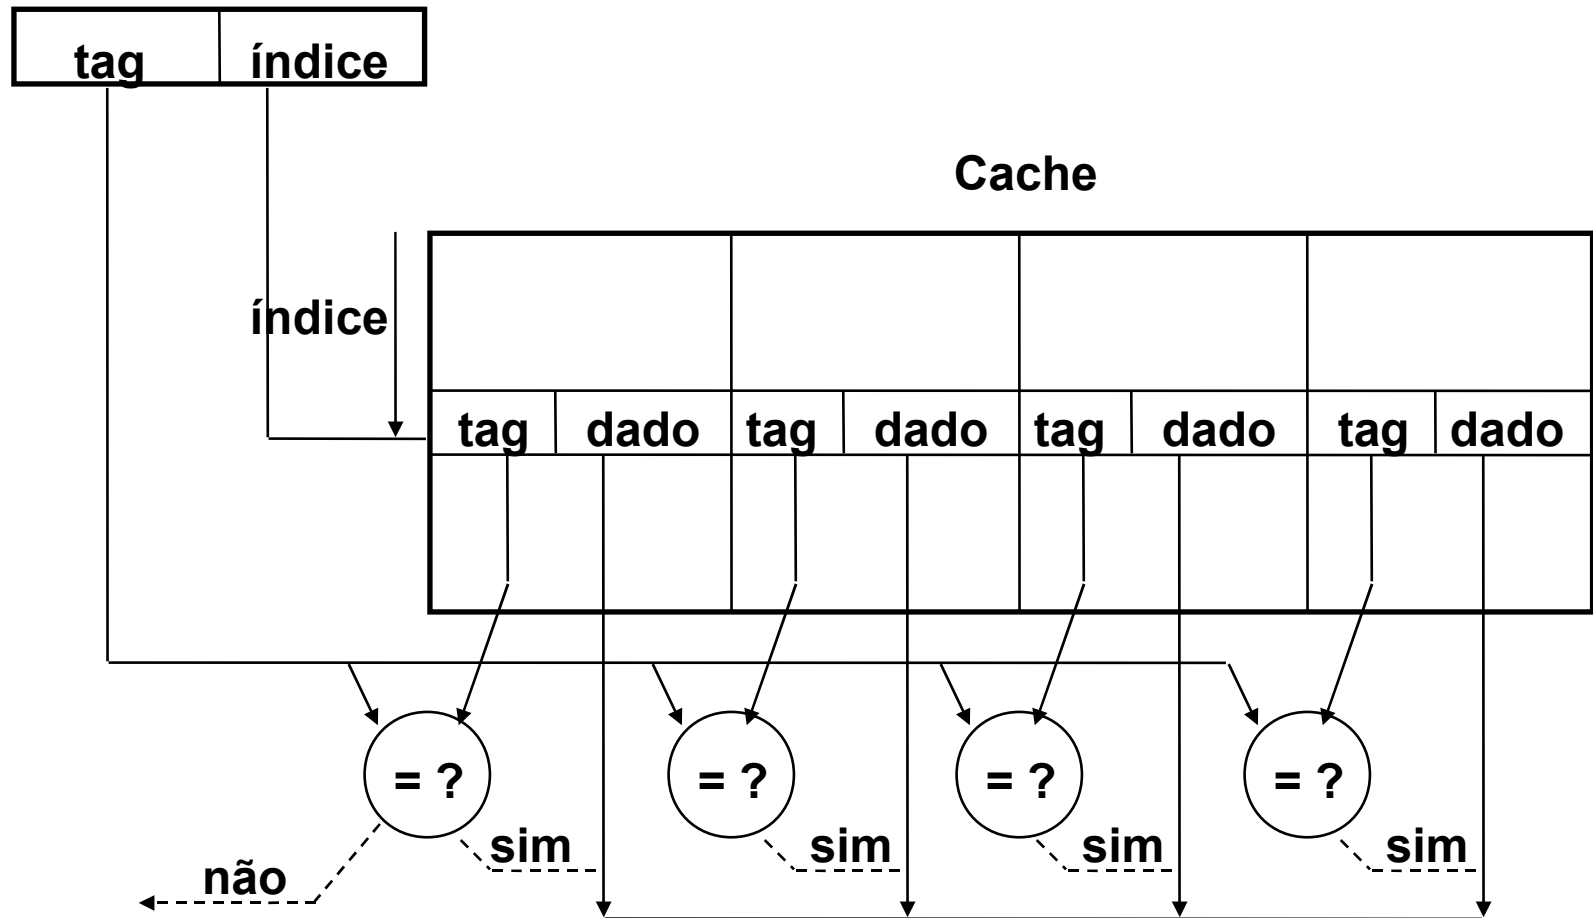 tag índice
Cache
índice
tag dado tag dado tag dado tag dado
= ? = ? = ? = ?
sim sim sim sim
não